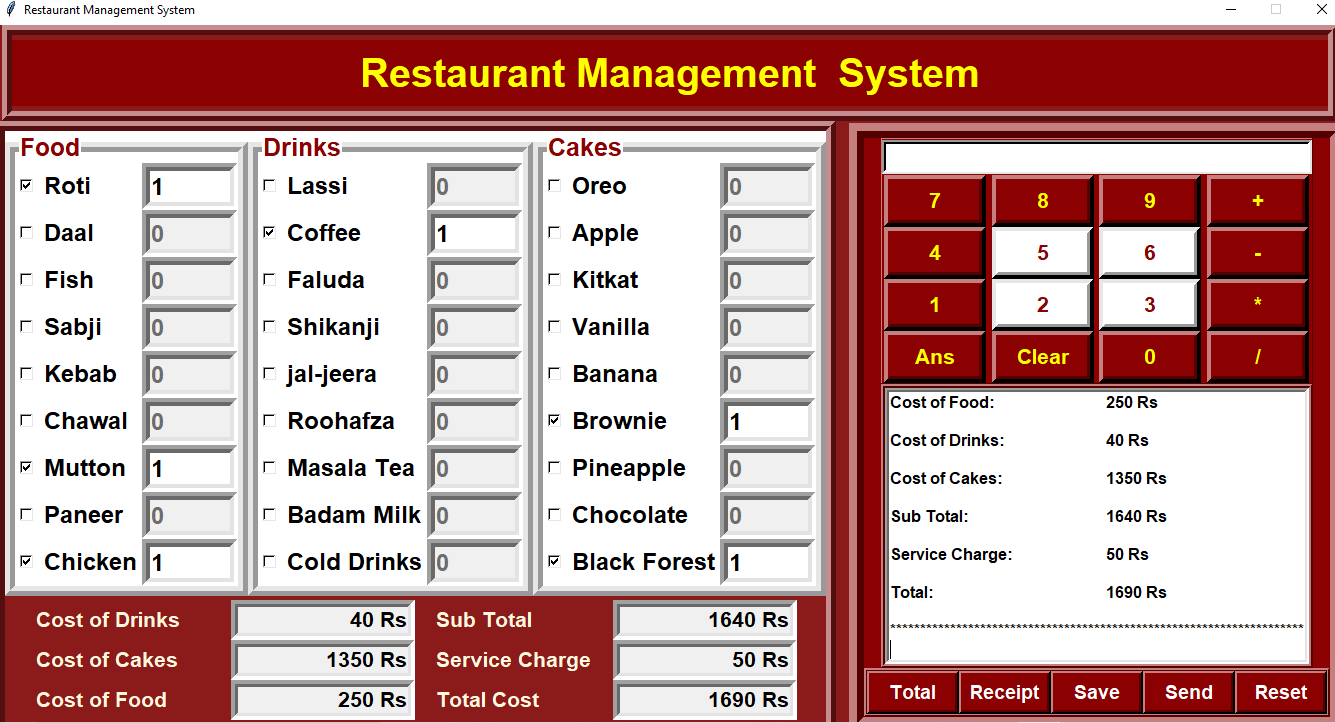 Restaurant Management System
Restaurant Management  System
Food
Roti 1
Daal 0
Fish 0
Sabji 0
Kebab 0
Chawal 0
Mutton 1
Paneer 0
Chicken 1
Drinks
Lassi 0
Coffee 1
Faluda 0
Shikanji 0
jal-jeera 0
Roohafza 0
Masala Tea 0
Badam Milk 0
Cold Drinks 0
Cakes
Oreo 0
Apple 0
Kitkat 0
Vanilla 0
Banana 0
Brownie 1
Pineapple 0
Chocolate 0
Black Forest 1
Cost of Drinks 40 Rs
Cost of Cakes 1350 Rs
Cost of Food 250 Rs
Sub Total 1640 Rs
Service Charge 50 Rs
Total Cost 1690 Rs
7 8 9 +
4 5 6 -
1 2 3 *
Ans Clear 0 /
Cost of Food: 250 Rs
Cost of Drinks: 40 Rs
Cost of Cakes: 1350 Rs
Sub Total: 1640 Rs
Service Charge: 50 Rs
Total: 1690 Rs
*********************************************************************
Total Receipt Save Send Reset